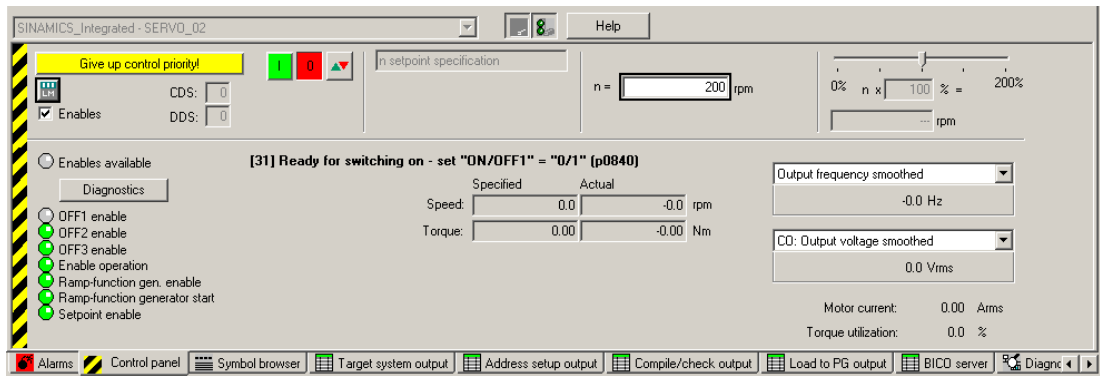 SINAMICS_Integrated - SERVO_02
Help
Give up control priority!
I
0
n setpoint specification
LM
CDS: 0
Enables
DDS: 0
n = 200 rpm
0%
200%
n x 100 % =
--- rpm
Enables available
[31] Ready for switching on - set "ON/OFF1" = "0/1" (p0840)
Diagnostics
Specified Actual
Speed: 0.0 -0.0 rpm
Torque: 0.00 -0.00 Nm
OFF1 enable
OFF2 enable
OFF3 enable
Enable operation
Ramp-function gen. enable
Ramp-function generator start
Setpoint enable
Output frequency smoothed
-0.0 Hz
CO: Output voltage smoothed
0.0 Vrms
Motor current: 0.00 Arms
Torque utilization: 0.0 %
Alarms Control panel Symbol browser Target system output Address setup output Compile/check output Load to PG output BICO server Diagnc